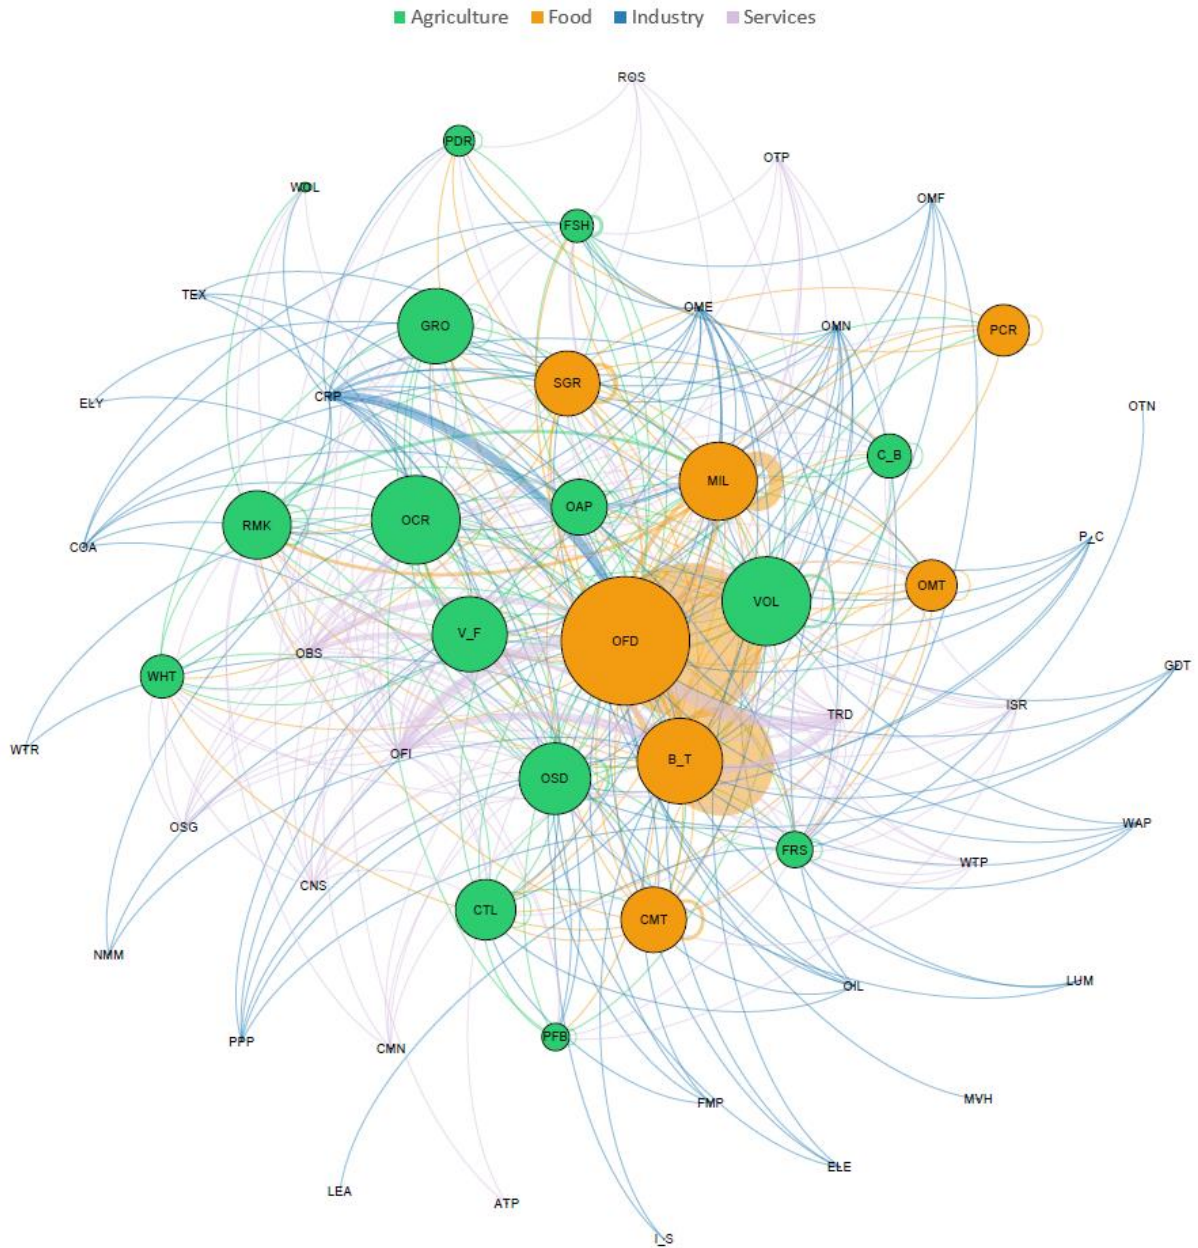 Agriculture Food Industry Services
ROS
PDR
OTP
WOL
OMF
FSH
TEX
OME
GRO
OMN
PCR
SGR
CRP
ELY
OTN
C_B
MIL
OAP
OCR
RMK
P_C
COA
OMT
VOL
V_F
OFD
OBS
GDT
WHT
ISR
TRD
WTR
OFI
B_T
OSD
WAP
OSG
FRS
WTP
CNS
CTL
CMT
NMM
LUM
OIL
PFB
PPP
CMN
MVH
FMP
ELE
LEA
ATP
I_S